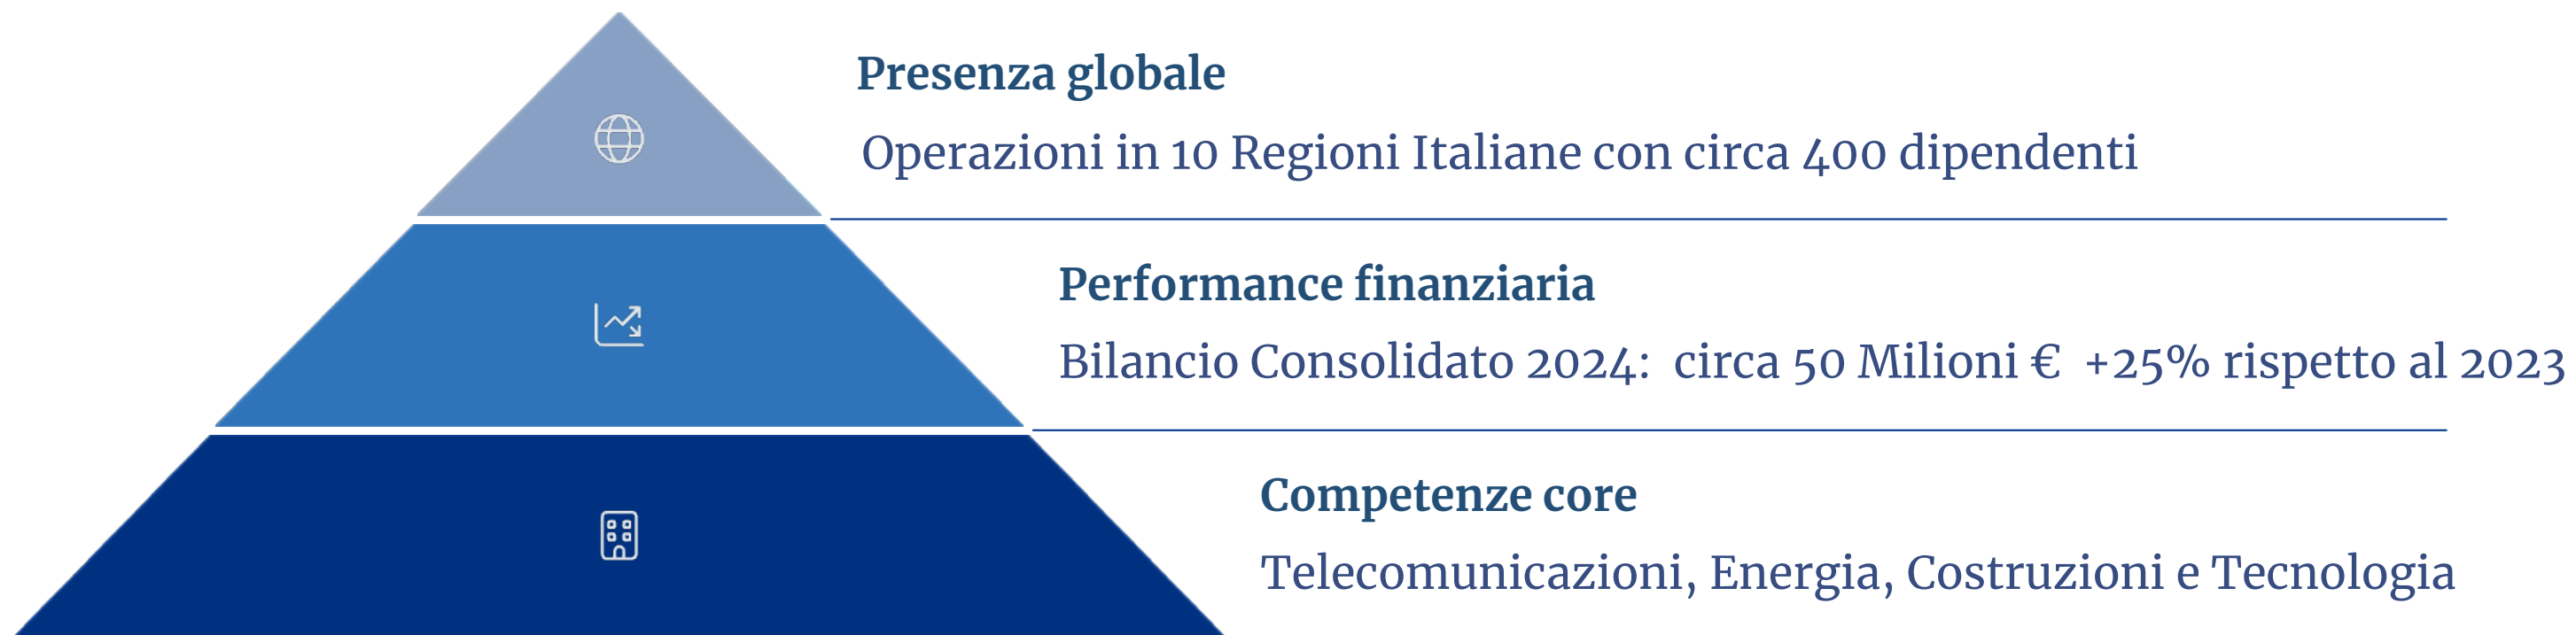 Presenza globale
Operazioni in 10 Regioni Italiane con circa 400 dipendenti
Performance finanziaria
Bilancio Consolidato 2024:  circa 50 Milioni €  +25% rispetto al 2023
Competenze core
Telecomunicazioni, Energia, Costruzioni e Tecnologia